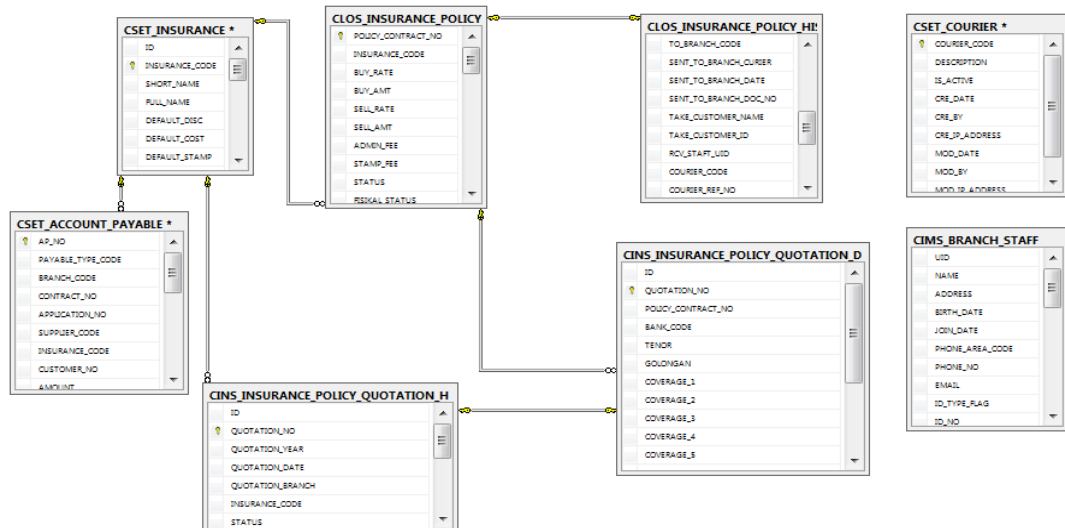 CSET_INSURANCE *
ID
INSURANCE_CODE
SHORT_NAME
FULL_NAME
DEFAULT_DISC
DEFAULT_COST
DEFAULT_STAMP
CLOS_INSURANCE_POLICY
POLICY_CONTRACT_NO
INSURANCE_CODE
BUY_RATE
BUY_AMT
SELL_RATE
SELL_AMT
ADMIN_FEE
STAMP_FEE
STATUS
FISIKAL_STATUS
CLOS_INSURANCE_POLICY_HIS
TO_BRANCH_CODE
SENT_TO_BRANCH_CURIER
SENT_TO_BRANCH_DATE
SENT_TO_BRANCH_DOC_NO
TAKE_CUSTOMER_NAME
TAKE_CUSTOMER_ID
RCV_STAFT_UID
COURIER_CODE
COURIER_REF_NO
CSET_COURIER *
COURIER_CODE
DESCRIPTION
IS_ACTIVE
CRE_DATE
CRE_BY
CRE_IP_ADDRESS
MOD_DATE
MOD_BY
MOD_IP_ADDRESS
CSET_ACCOUNT_PAYABLE *
AP_NO
PAYABLE_TYPE_CODE
BRANCH_CODE
CONTRACT_NO
APPLICATION_NO
SUPPLIER_CODE
INSURANCE_CODE
CUSTOMER_NO
AMOUNT
CINS_INSURANCE_POLICY_QUOTATION_D
ID
QUOTATION_NO
POLICY_CONTRACT_NO
BANK_CODE
TENOR
GOLONGAN
COVERAGE_1
COVERAGE_2
COVERAGE_3
COVERAGE_4
COVERAGE_5
CIMS_BRANCH_STAFF
UID
NAME
ADDRESS
BIRTH_DATE
JOIN_DATE
PHONE_AREA_CODE
PHONE_NO
EMAIL
ID_TYPE_FLAG
ID_NO
CINS_INSURANCE_POLICY_QUOTATION_H
ID
QUOTATION_NO
QUOTATION_YEAR
QUOTATION_DATE
QUOTATION_BRANCH
INSURANCE_CODE
STATUS